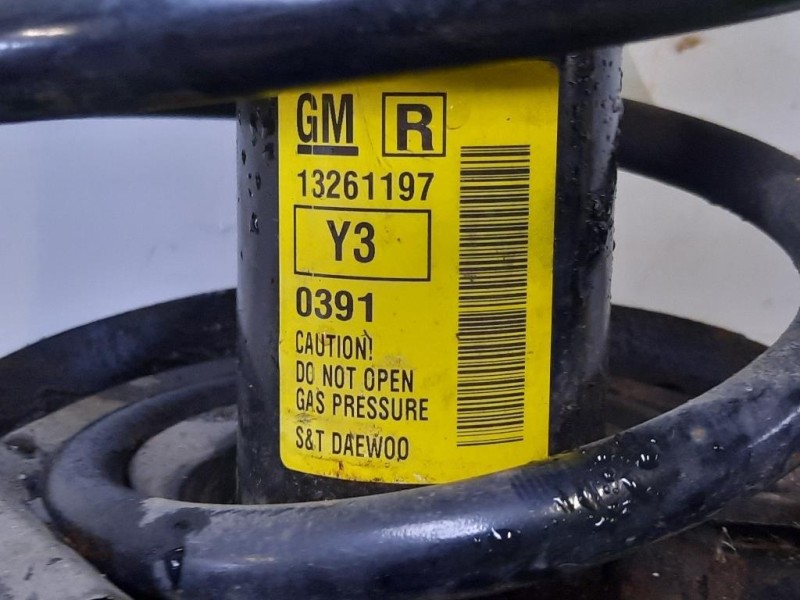 GM R
13261197
Y3
0391
CAUTION!
DO NOT OPEN
GAS PRESSURE
S&T DAEWOO